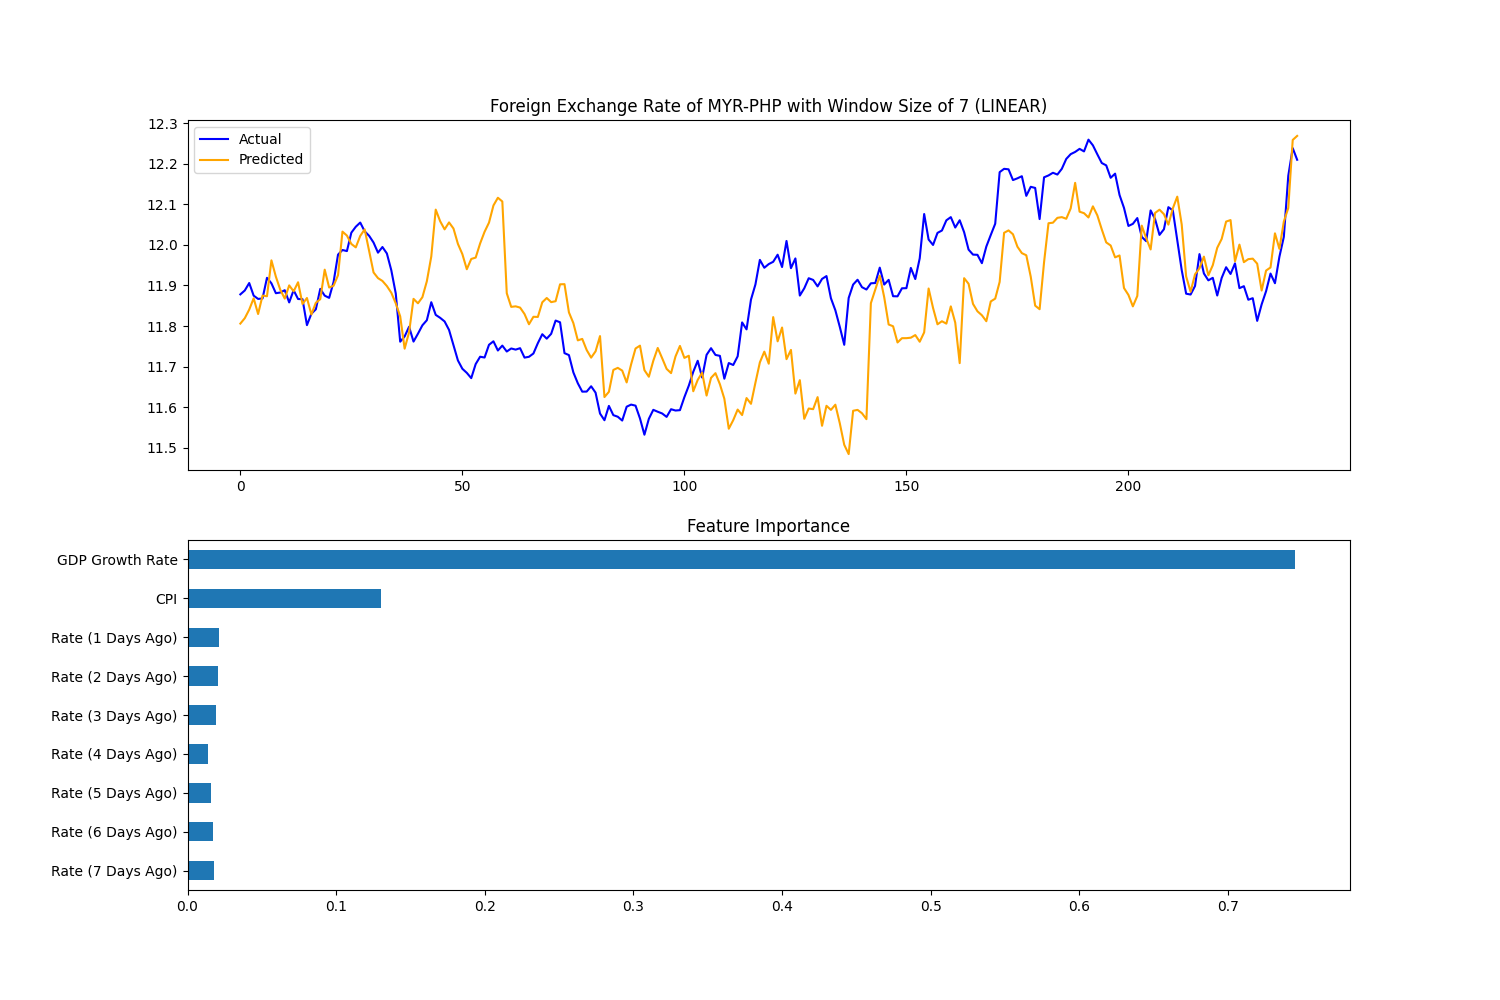 Foreign Exchange Rate of MYR-PHP with Window Size of 7 (LINEAR)
12.3
12.2
12.1
12.0
11.9
11.8
11.7
11.6
11.5
Actual
Predicted
0 50 100 150 200
Feature Importance
GDP Growth Rate
CPI
Rate (1 Days Ago)
Rate (2 Days Ago)
Rate (3 Days Ago)
Rate (4 Days Ago)
Rate (5 Days Ago)
Rate (6 Days Ago)
Rate (7 Days Ago)
0.0 0.1 0.2 0.3 0.4 0.5 0.6 0.7